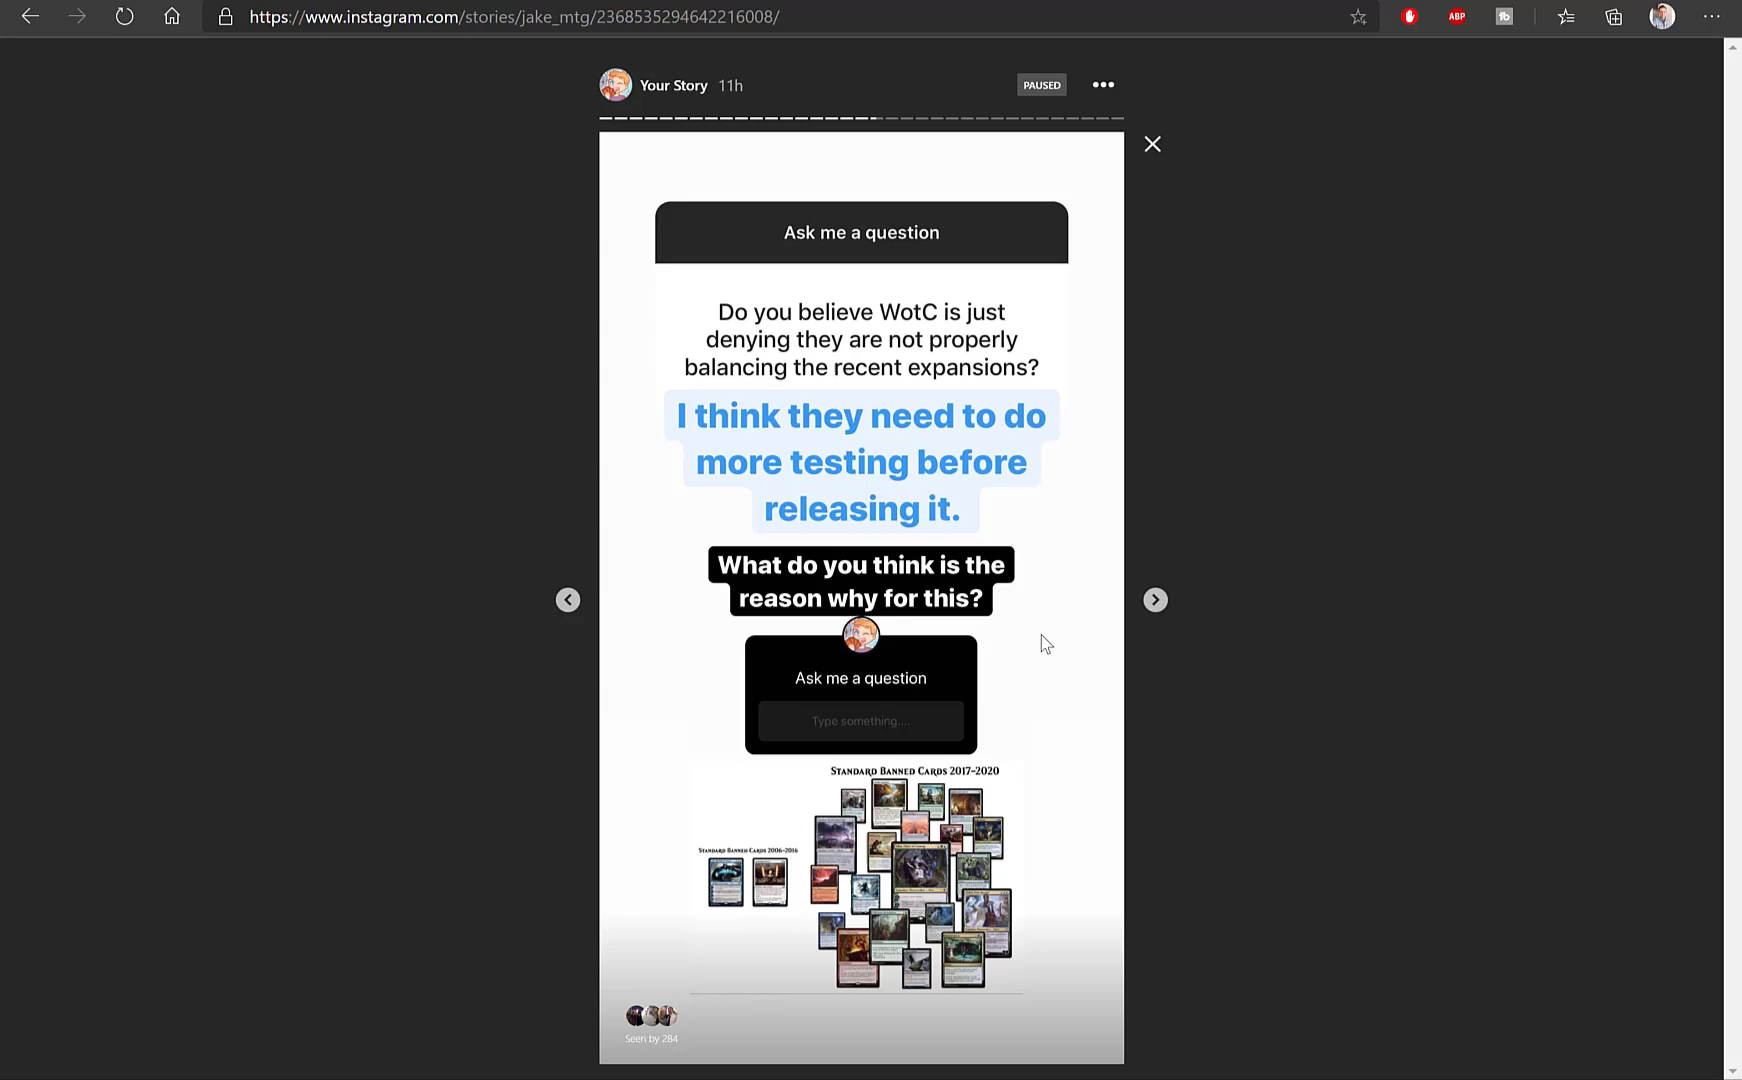 https://www.instagram.com/stories/jake_mtg/2368535294642216008/
ABP
Your Story 11h
PAUSED
Ask me a question
Do you believe WotC is just
denying they are not properly
balancing the recent expansions?
I think they need to do
more testing before
releasing it.
What do you think is the
reason why for this?
Ask me a question
Type something....
Standard Banned Cards 2017-2020
Standard Banned Cards 2006-2016
Seen by 284